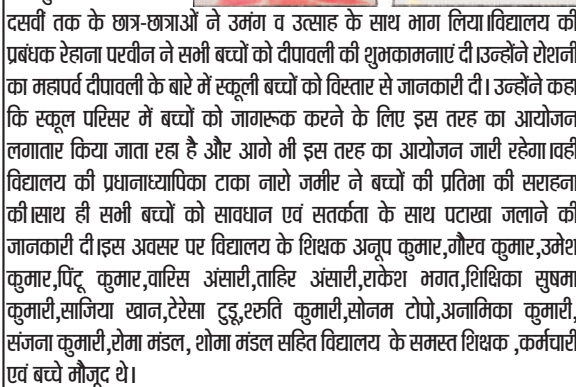 दसवी तक के छात्र-छात्राओं ने उमंग व उत्साह के साथ भाग लिया।विद्यालय की
प्रबंधक रेहाना परवीन ने सभी बच्चों को दीपावली की शुभकामनाएं दी।उन्होंने रोशनी
का महापर्व दीपावली के बारे में स्कूली बच्चों को विस्तार से जानकारी दी। उन्होंने कहा
कि स्कूल परिसर में बच्चों को जागरूक करने के लिए इस तरह का आयोजन
लगातार किया जाता रहा है और आगे भी इस तरह का आयोजन जारी रहेगा।वही
विद्यालय की प्रधानाध्यापिका टाका नारो जमीर ने बच्चों की प्रतिभा की सराहना
की।साथ ही सभी बच्चों को सावधान एवं सतर्कता के साथ पटाखा जलाने की
जानकारी दी।इस अवसर पर विद्यालय के शिक्षक अनूप कुमार,गौरव कुमार,उमेश
कुमार,पिंटू कुमार,वारिस अंसारी,ताहिर अंसारी,राकेश भगत,शिक्षिका सुषमा
कुमारी,साजिया खान,टेरेसा टुडू,श्रुति कुमारी,सोनम टोपो,अनामिका कुमारी,
संजना कुमारी,रोमा मंडल, शोमा मंडल सहित विद्यालय के समस्त शिक्षक ,कर्मचारी
एवं बच्चे मौजूद थे।